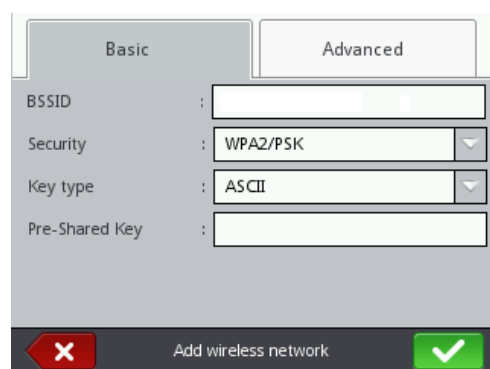 Basic
Advanced
BSSID :
Security : WPA2/PSK
Key type : ASCII
Pre-Shared Key :
Add wireless network